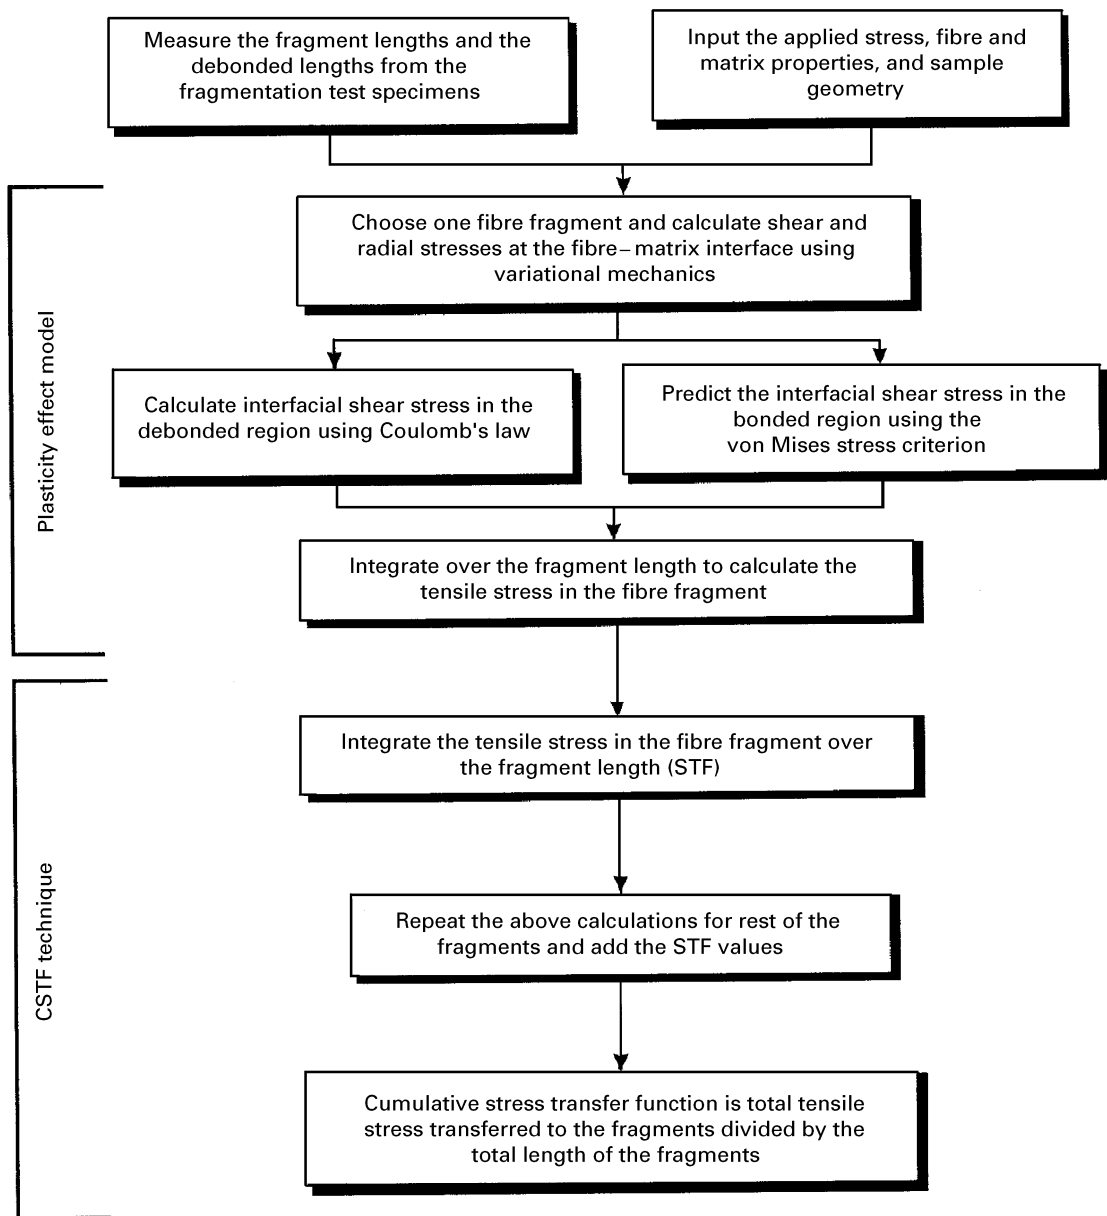 Measure the fragment lengths and the
debonded lengths from the
fragmentation test specimens
Input the applied stress, fibre and
matrix properties, and sample
geometry
Plasticity effect model
Choose one fibre fragment and calculate shear and
radial stresses at the fibre–matrix interface using
variational mechanics
Calculate interfacial shear stress in the
debonded region using Coulomb's law
Predict the interfacial shear stress in the
bonded region using the
von Mises stress criterion
Integrate over the fragment length to calculate the
tensile stress in the fibre fragment
CSTF technique
Integrate the tensile stress in the fibre fragment over
the fragment length (STF)
Repeat the above calculations for rest of the
fragments and add the STF values
Cumulative stress transfer function is total tensile
stress transferred to the fragments divided by the
total length of the fragments